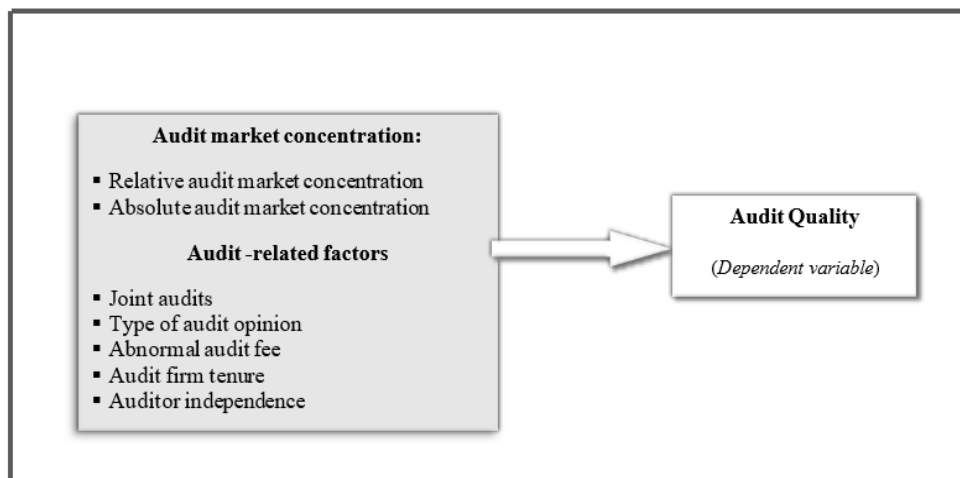 Audit market concentration:
▪ Relative audit market concentration
▪ Absolute audit market concentration
Audit -related factors
▪ Joint audits
▪ Type of audit opinion
▪ Abnormal audit fee
▪ Audit firm tenure
▪ Auditor independence
Audit Quality
(Dependent variable)